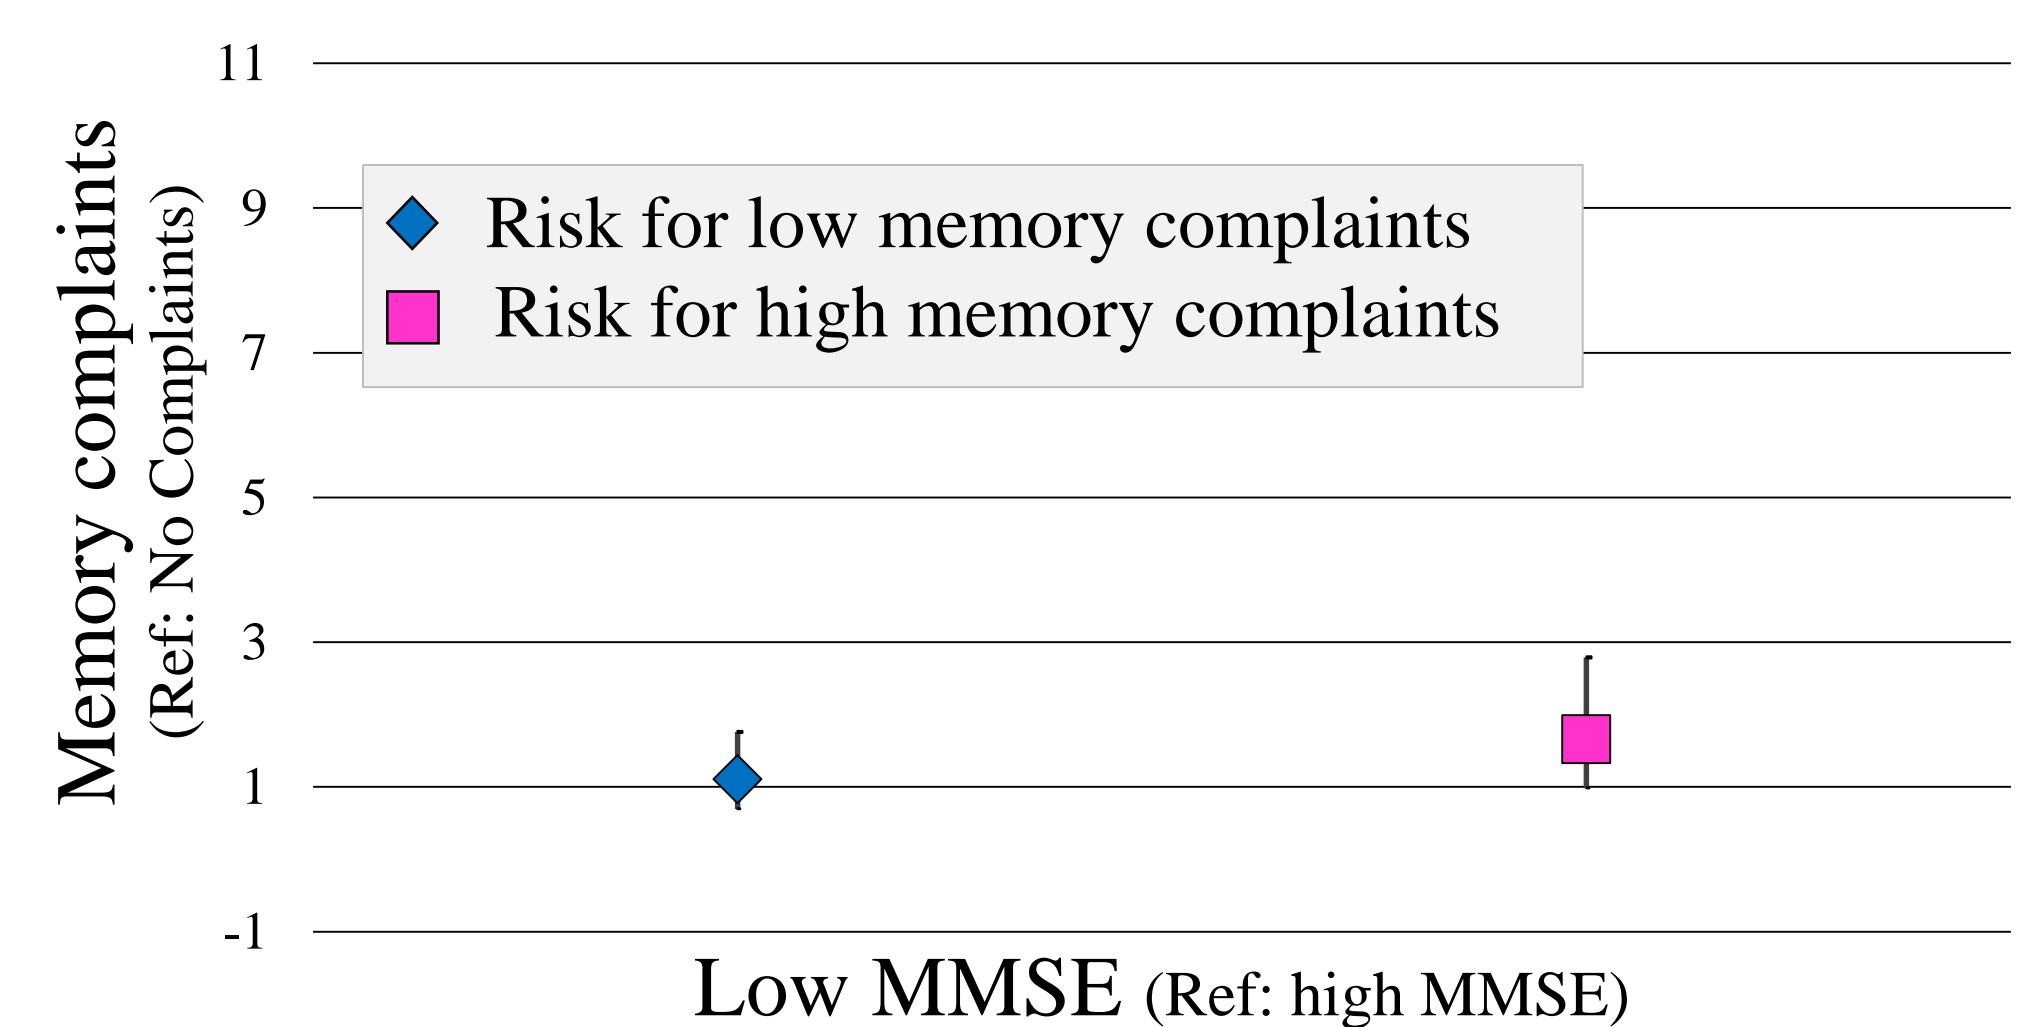 Memory complaints
(Ref: No Complaints)
11
9
7
5
3
1
-1
Risk for low memory complaints
Risk for high memory complaints
Low MMSE (Ref: high MMSE)